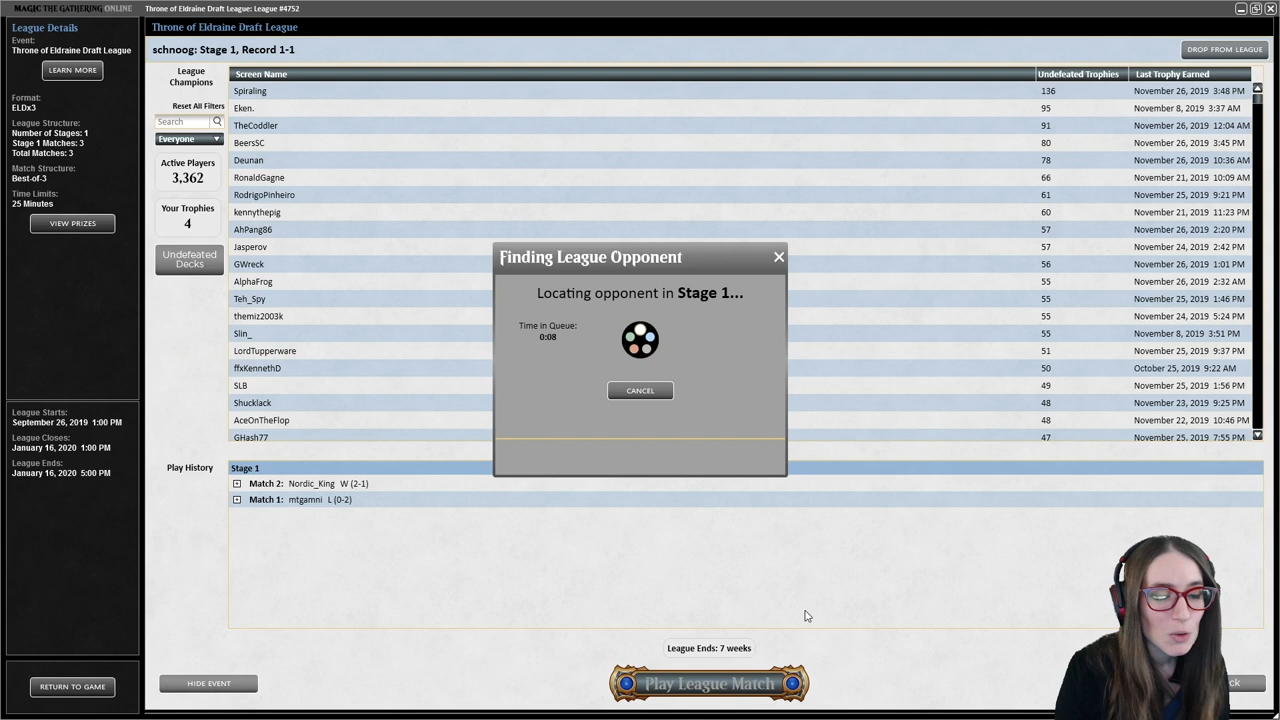 MAGIC THE GATHERING ONLINE
Throne of Eldraine Draft League: League #4752
League Details
Event:
Throne of Eldraine Draft League
LEARN MORE
Format:
ELDx3
League Structure:
Number of Stages: 1
Stage 1 Matches: 3
Total Matches: 3
Match Structure:
Best-of-3
Time Limits:
25 Minutes
VIEW PRIZES
League Starts:
September 26, 2019 1:00 PM
League Closes:
January 16, 2020 1:00 PM
League Ends:
January 16, 2020 5:00 PM
RETURN TO GAME
Throne of Eldraine Draft League
schnoog: Stage 1, Record 1-1
DROP FROM LEAGUE
League
Champions
Reset All Filters
Search
Everyone
Active Players
3,362
Your Trophies
4
Undefeated
Decks
Screen Name Undefeated Trophies Last Trophy Earned
Spiraling 136 November 26, 2019 3:48 PM
Eken. 95 November 8, 2019 3:37 AM
TheCoddler 91 November 26, 2019 12:04 AM
BeersSC 80 November 26, 2019 3:45 PM
Deunan 78 November 26, 2019 10:36 AM
RonaldGagne 66 November 21, 2019 10:09 AM
RodrigoPinheiro 61 November 25, 2019 9:21 PM
kennythepig 60 November 21, 2019 11:23 PM
AhPang86 57 November 26, 2019 2:20 PM
Jasperov 57 November 24, 2019 2:42 PM
GWreck 56 November 26, 2019 1:01 PM
AlphaFrog 55 November 26, 2019 2:32 AM
Teh_Spy 55 November 25, 2019 1:46 PM
themiz2003k 55 November 24, 2019 5:24 PM
Slin_ 55 November 8, 2019 3:51 PM
LordTupperware 51 November 25, 2019 9:37 PM
ffxKennethD 50 October 25, 2019 9:22 AM
SLB 49 November 25, 2019 1:56 PM
Shucklack 48 November 23, 2019 9:25 PM
AceOnTheFlop 48 November 22, 2019 10:46 PM
GHash77 47 November 25, 2019 7:55 PM
Finding League Opponent
Locating opponent in Stage 1...
Time in Queue:
0:08
CANCEL
Play History
Stage 1
Match 2: Nordic_King W (2-1)
Match 1: mtgamni L (0-2)
League Ends: 7 weeks
HIDE EVENT
Play League Match